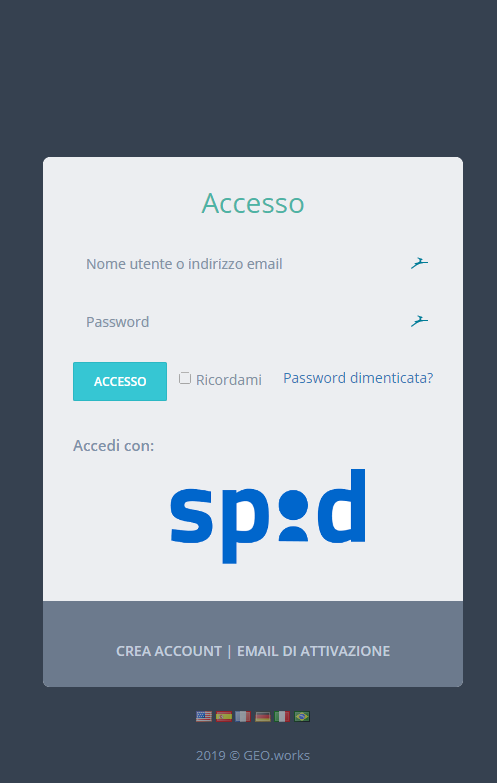 Accesso
Nome utente o indirizzo email
Password
ACCESSO Ricordami Password dimenticata?
Accedi con:
spid
CREA ACCOUNT | EMAIL DI ATTIVAZIONE
2019 © GEO.works